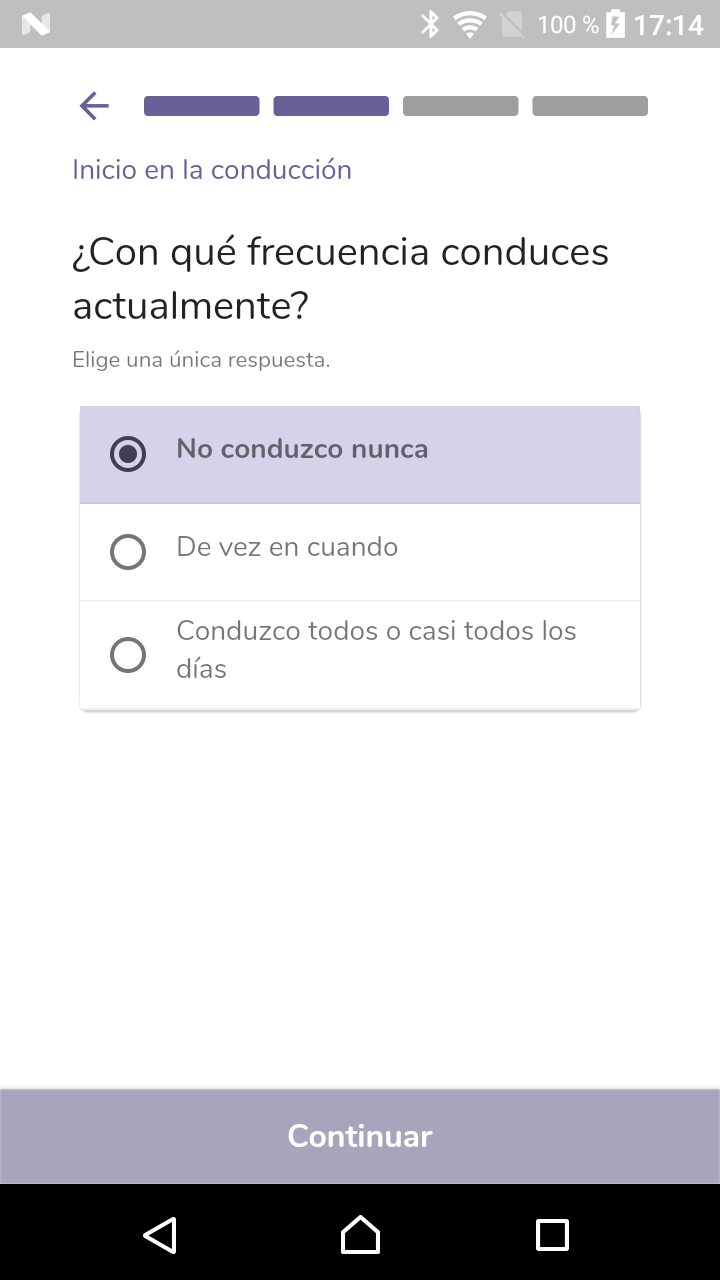 100 % 17:14
Inicio en la conducción
¿Con qué frecuencia conduces
actualmente?
Elige una única respuesta.
No conduzco nunca
De vez en cuando
Conduzco todos o casi todos los
días
Continuar